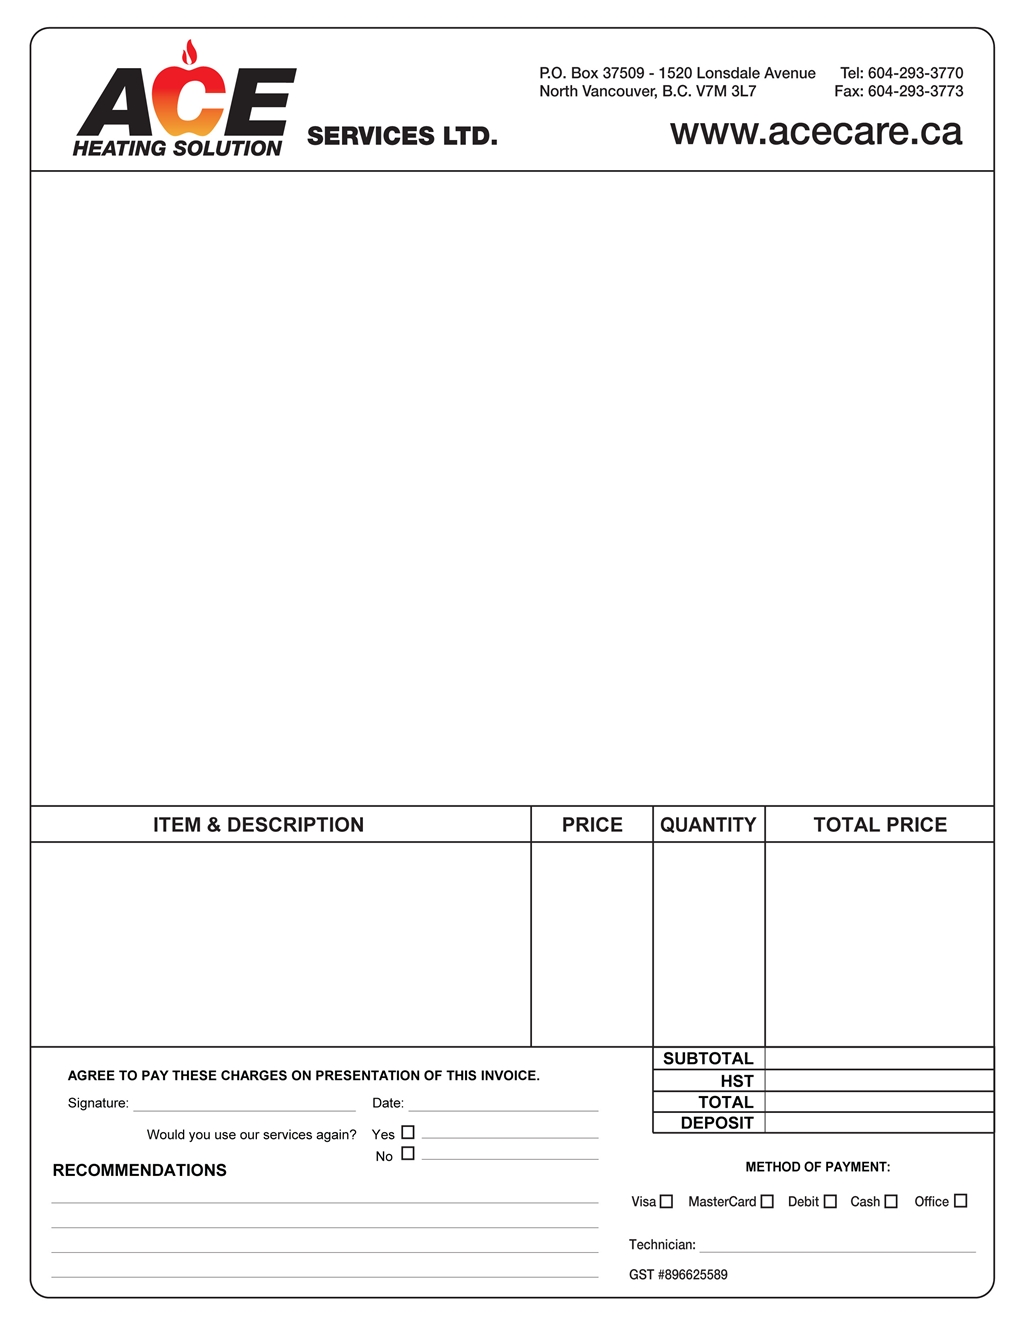 ACE
HEATING SOLUTION SERVICES LTD.
P.O. Box 37509 - 1520 Lonsdale Avenue Tel: 604-293-3770
North Vancouver, B.C. V7M 3L7 Fax: 604-293-3773
www.acecare.ca
ITEM & DESCRIPTION PRICE QUANTITY TOTAL PRICE
SUBTOTAL
HST
TOTAL
DEPOSIT
AGREE TO PAY THESE CHARGES ON PRESENTATION OF THIS INVOICE.
Signature: Date:
Would you use our services again? Yes
No
RECOMMENDATIONS
METHOD OF PAYMENT:
Visa MasterCard Debit Cash Office
Technician:
GST #896625589